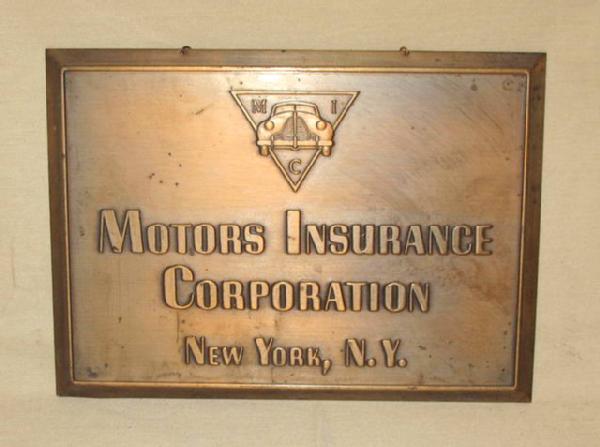 M I
C
MOTORS INSURANCE
CORPORATION
NEW YORK, N.Y.